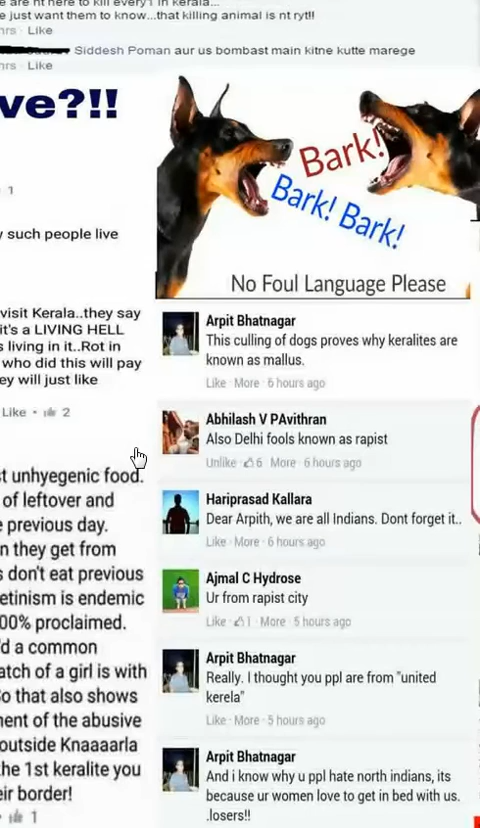 e are nt here to kill every1 in kerala...
e just want them to know...that killing animal is nt ryt!!
hrs · Like
Siddesh Poman aur us bombast main kitne kutte marege
hrs · Like
ve?!!
1
y such people live
visit Kerala..they say
it's a LIVING HELL
s living in it..Rot in
who did this will pay
ey will just like
Like · 2
st unhyegenic food.
of leftover and
e previous day.
n they get from
s don't eat previous
etinism is endemic
00% proclaimed.
'd a common
atch of a girl is with
o that also shows
ment of the abusive
outside Knaaaarla
the 1st keralite you
eir border!
1
Bark!
Bark! Bark!
No Foul Language Please
Arpit Bhatnagar
This culling of dogs proves why keralites are
known as mallus.
Like · More · 6 hours ago
Abhilash V PAvithran
Also Delhi fools known as rapist
Unlike · 6 · More · 6 hours ago
Hariprasad Kallara
Dear Arpith, we are all Indians. Dont forget it..
Like · More · 6 hours ago
Ajmal C Hydrose
Ur from rapist city
Like · 1 · More · 5 hours ago
Arpit Bhatnagar
Really. I thought you ppl are from "united
kerela"
Like · More · 5 hours ago
Arpit Bhatnagar
And i know why u ppl hate north indians, its
because ur women love to get in bed with us.
.losers!!